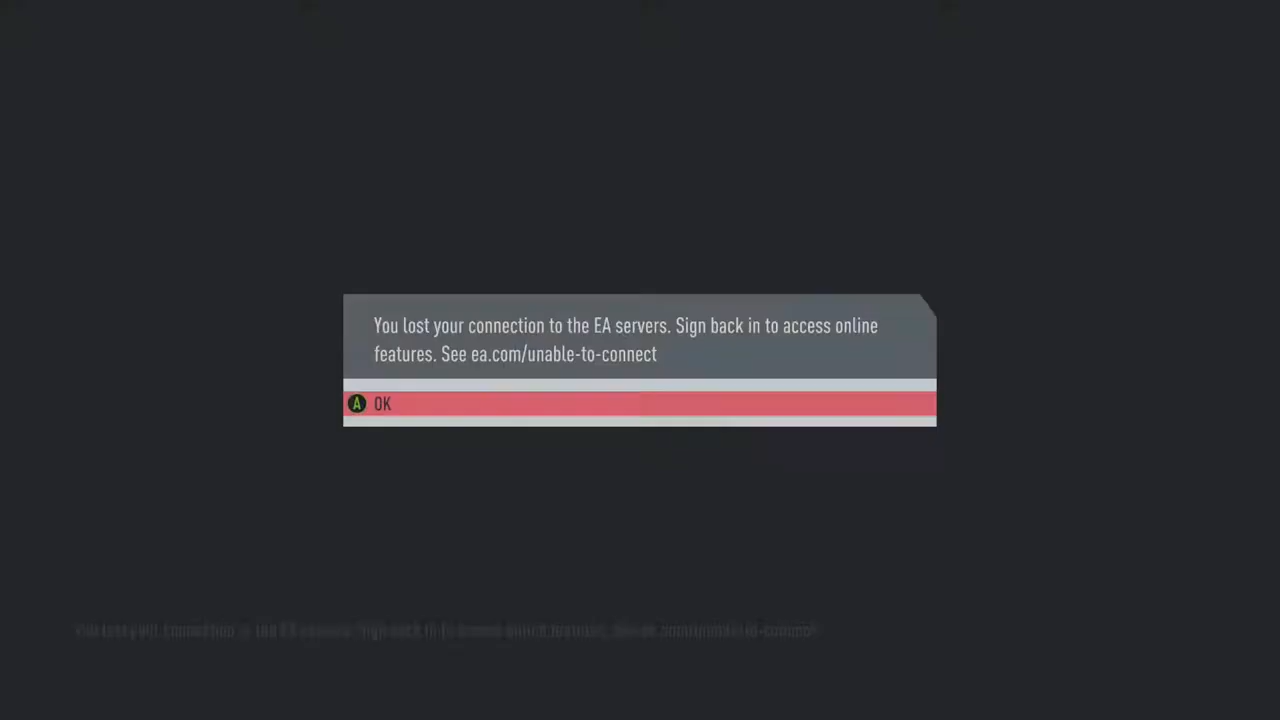 You lost your connection to the EA servers. Sign back in to access online
features. See ea.com/unable-to-connect
A OK